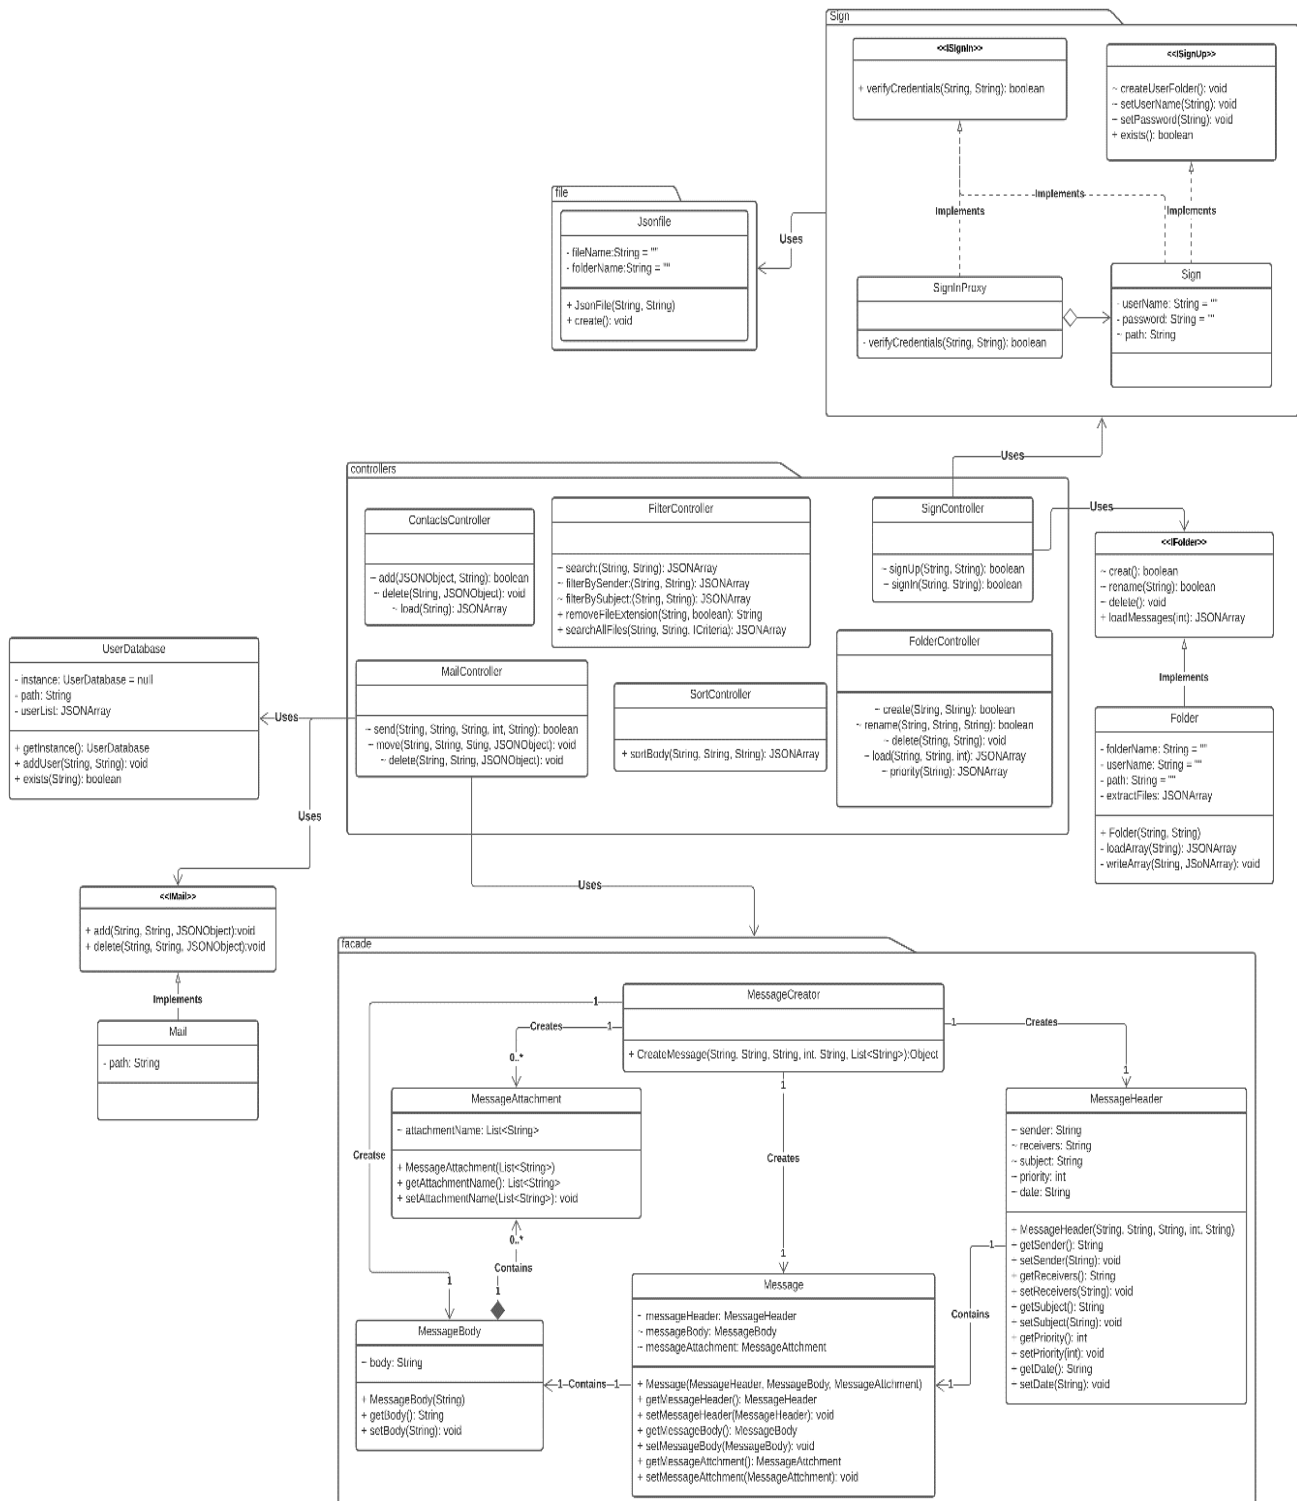 Sign
<<ISignIn>>
+ verifyCredentials(String, String): boolean
<<ISignUp>>
~ createUserFolder(): void
~ setUserName(String): void
~ setPassword(String): void
+ exists(): boolean
Implements
Implements
Implements
file
Jsonfile
- fileName:String = ""
- folderName:String = ""
+ JsonFile(String, String)
+ create(): void
Uses
SignInProxy
- verifyCredentials(String, String): boolean
Sign
- userName: String = ""
- password: String = ""
~ path: String
Uses
controllers
ContactsController
~ add(JSONObject, String): boolean
~ delete(String, JSONObject): void
~ load(String): JSONArray
FilterController
~ search:(String, String): JSONArray
~ filterBySender:(String, String): JSONArray
~ filterBySubject:(String, String): JSONArray
+ removeFileExtension(String, boolean): String
+ searchAllFiles(String, String, ICriteria): JSONArray
SignController
~ signUp(String, String): boolean
~ signIn(String, String): boolean
Uses
<<IFolder>>
~ creat(): boolean
~ rename(String): boolean
~ delete(): void
+ loadMessages(int): JSONArray
Implements
Folder
- folderName: String = ""
- userName: String = ""
- path: String = ""
- extractFiles: JSONArray
+ Folder(String, String)
- loadArray(String): JSONArray
- writeArray(String, JSoNArray): void
FolderController
~ create(String, String): boolean
~ rename(String, String, String): boolean
~ delete(String, String): void
~ load(String, String, int): JSONArray
~ priority(String): JSONArray
MailController
~ send(String, String, String, int, String): boolean
~ move(String, String, Sting, JSONObject): void
~ delete(String, String, JSONObject): void
SortController
+ sortBody(String, String, String): JSONArray
UserDatabase
- instance: UserDatabase = null
- path: String
- userList: JSONArray
+ getInstance(): UserDatabase
+ addUser(String, String): void
+ exists(String): boolean
Uses
Uses
<<IMail>>
+ add(String, String, JSONObject):void
+ delete(String, String, JSONObject):void
Implements
Mail
- path: String
Uses
facade
MessageCreator
+ CreateMessage(String, String, String, int, String, List<String>):Object
1
1
Creates
0..*
1
Creates
1
1
Creates
1
Creatse
1
MessageAttachment
~ attachmentName: List<String>
+ MessageAttachment(List<String>)
+ getAttachmentName(): List<String>
+ setAttachmentName(List<String>): void
0..*
Contains
1
MessageHeader
~ sender: String
~ receivers: String
~ subject: String
~ priority: int
~ date: String
+ MessageHeader(String, String, String, int, String)
+ getSender(): String
+ setSender(String): void
+ getReceivers(): String
+ setReceivers(String): void
+ getSubject(): String
+ setSubject(String): void
+ getPriority(): int
+ setPriority(int): void
+ getDate(): String
+ setDate(String): void
1
Contains
1
MessageBody
~ body: String
+ MessageBody(String)
+ getBody(): String
+ setBody(String): void
1 Contains 1
Message
- messageHeader: MessageHeader
~ messageBody: MessageBody
~ messageAttachment: MessageAttchment
+ Message(MessageHeader, MessageBody, MessageAttchment)
+ getMessageHeader(): MessageHeader
+ setMessageHeader(MessageHeader): void
+ getMessageBody(): MessageBody
+ setMessageBody(MessageBody): void
+ getMessageAttchment(): MessageAttchment
+ setMessageAttchment(MessageAttchment): void